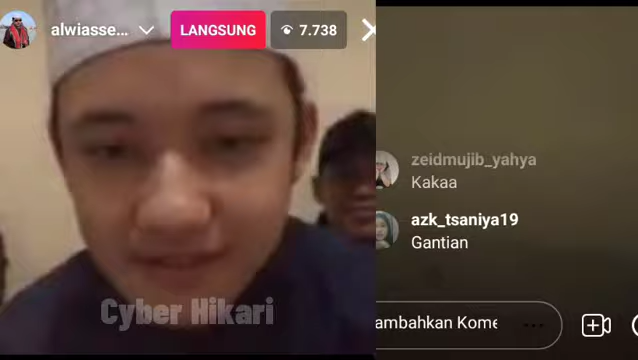 alwiasse...
LANGSUNG
7.738
zeidmujib_yahya
Kakaa
azk_tsaniya19
Gantian
Cyber Hikari
ambahkan Kome